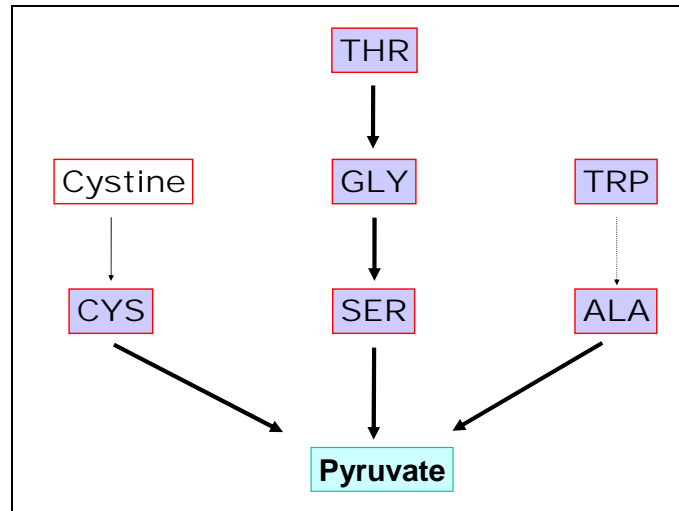 THR
Cystine
GLY
TRP
CYS
SER
ALA
Pyruvate